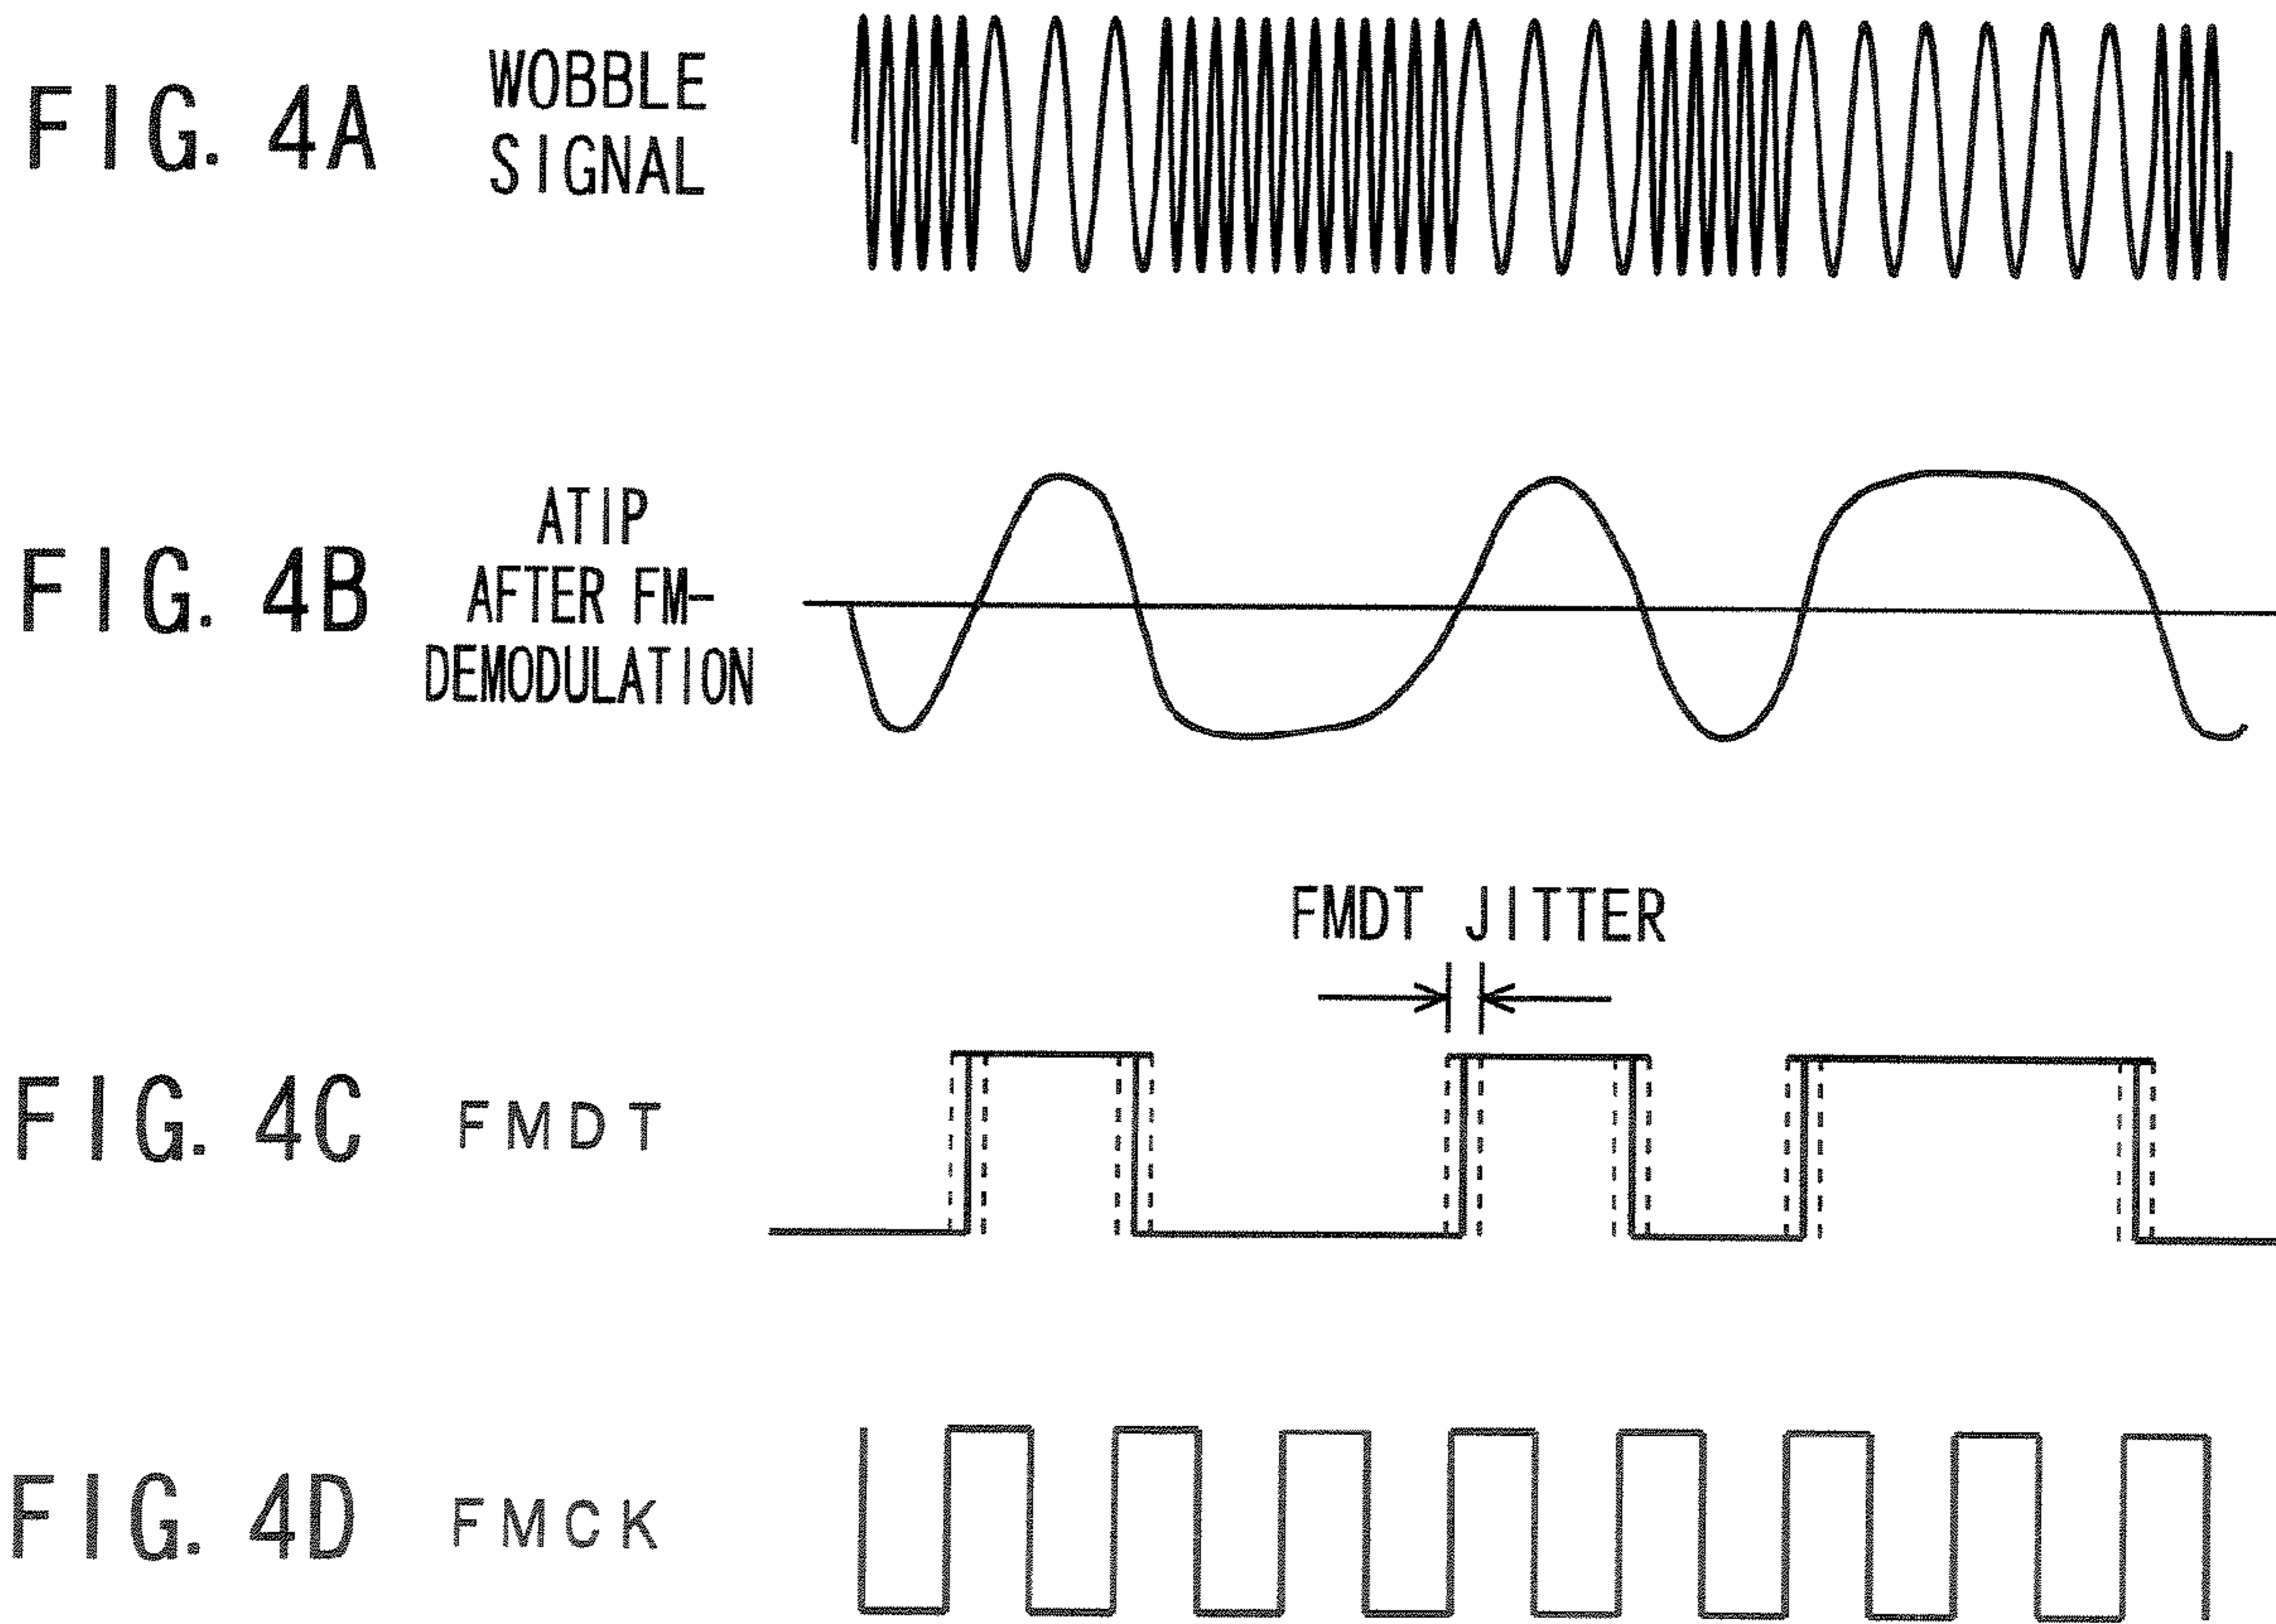 FIG. 4A
WOBBLE
SIGNAL
FIG. 4B
ATIP
AFTER FM-
DEMODULATION
FMDT JITTER
FIG. 4C
FMDT
FIG. 4D
FMCK